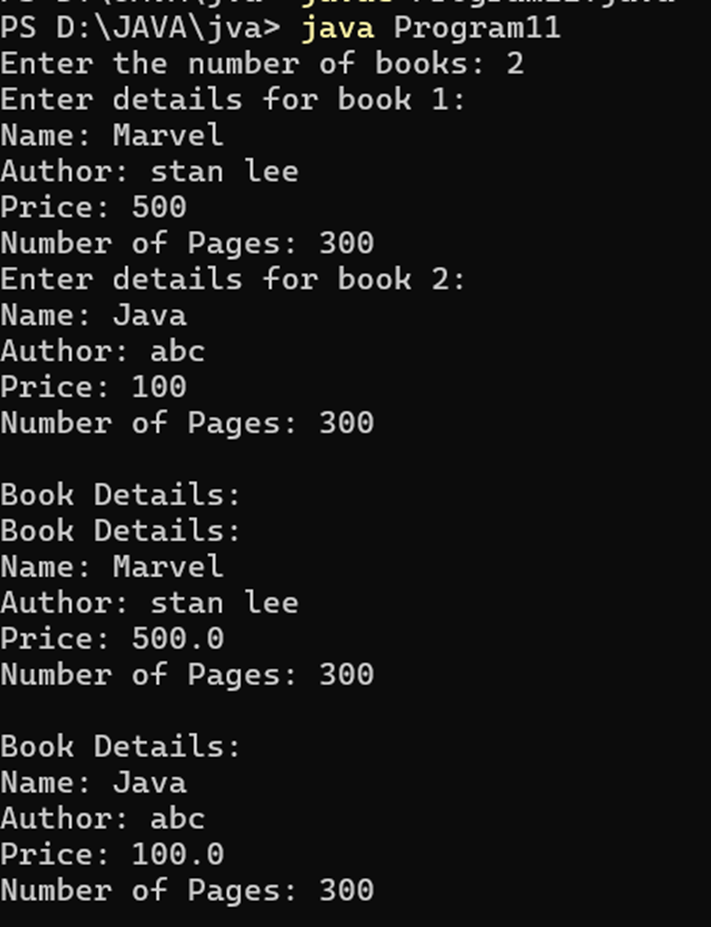 PS D:\JAVA\jva> java Program11
Enter the number of books: 2
Enter details for book 1:
Name: Marvel
Author: stan lee
Price: 500
Number of Pages: 300
Enter details for book 2:
Name: Java
Author: abc
Price: 100
Number of Pages: 300
Book Details:
Book Details:
Name: Marvel
Author: stan lee
Price: 500.0
Number of Pages: 300
Book Details:
Name: Java
Author: abc
Price: 100.0
Number of Pages: 300